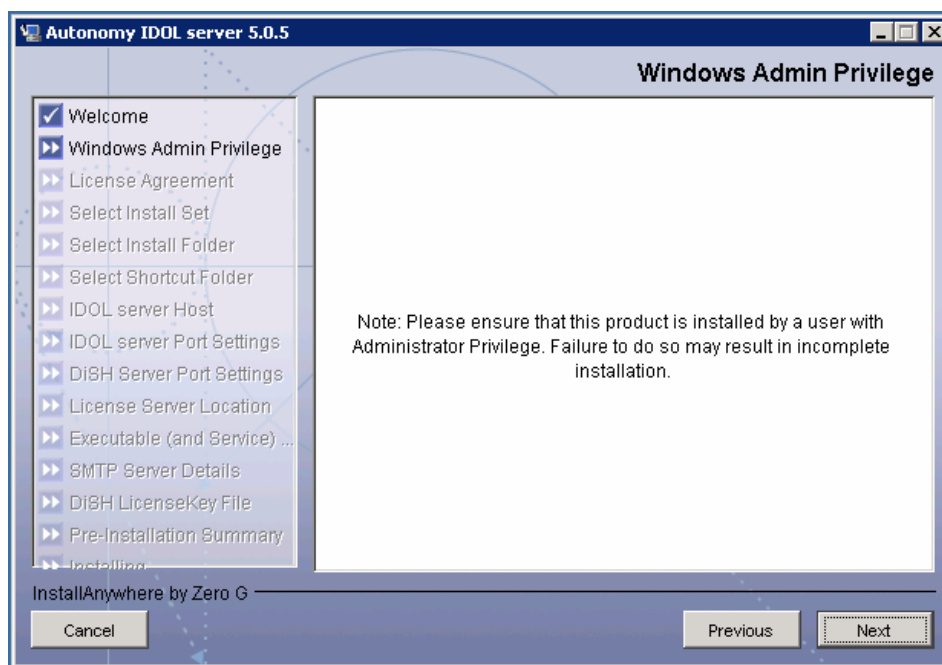 Autonomy IDOL server 5.0.5
Windows Admin Privilege
Welcome
Windows Admin Privilege
License Agreement
Select Install Set
Select Install Folder
Select Shortcut Folder
IDOL server Host
IDOL server Port Settings
DiSH Server Port Settings
License Server Location
Executable (and Service) ...
SMTP Server Details
DiSH LicenseKey File
Pre-Installation Summary
Installing
Note: Please ensure that this product is installed by a user with
Administrator Privilege. Failure to do so may result in incomplete
installation.
InstallAnywhere by Zero G
Cancel
Previous
Next